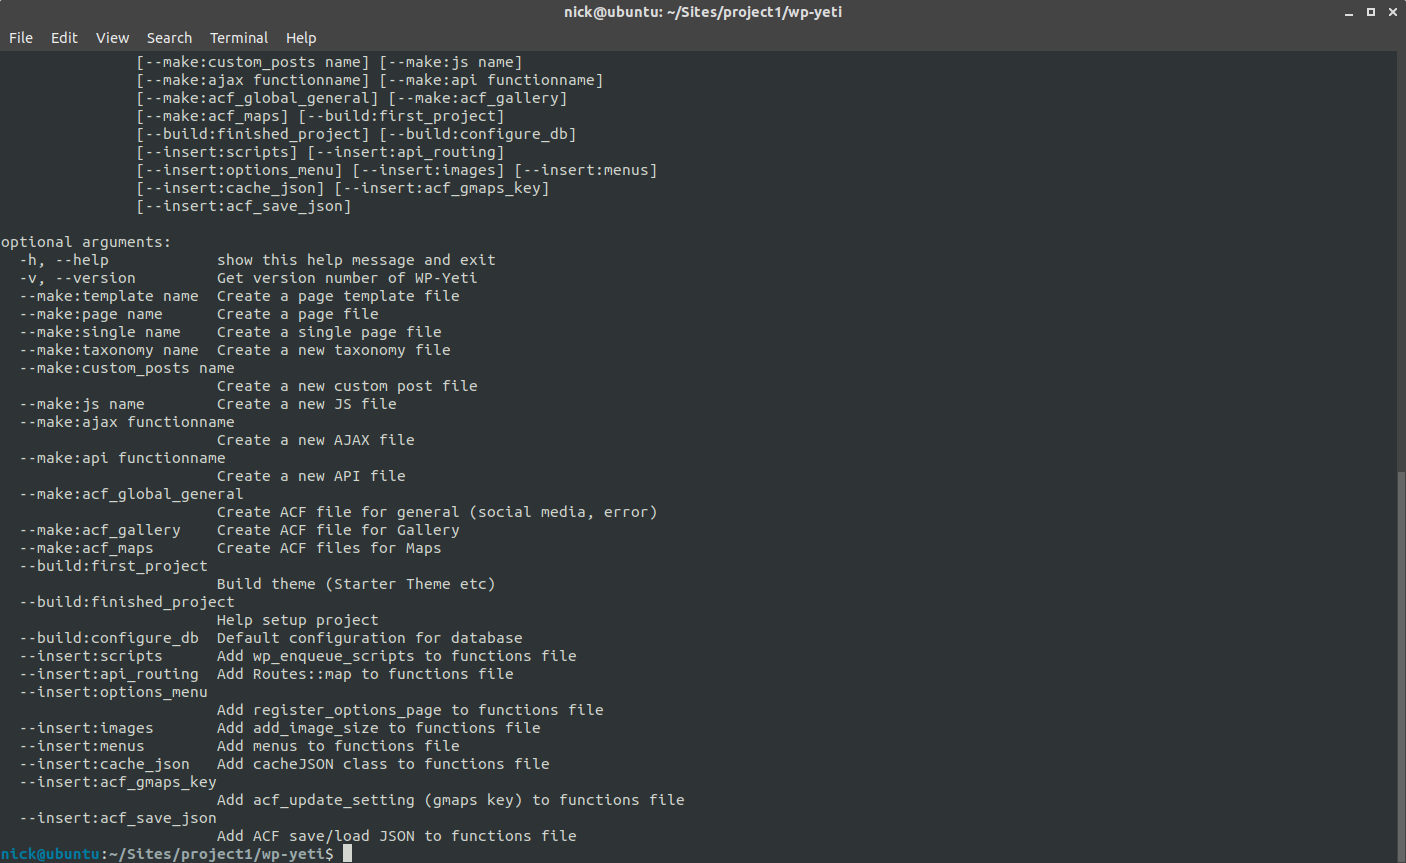 nick@ubuntu: ~/Sites/project1/wp-yeti
File Edit View Search Terminal Help
[--make:custom_posts name] [--make:js name]
[--make:ajax functionname] [--make:api functionname]
[--make:acf_global_general] [--make:acf_gallery]
[--make:acf_maps] [--build:first_project]
[--build:finished_project] [--build:configure_db]
[--insert:scripts] [--insert:api_routing]
[--insert:options_menu] [--insert:images] [--insert:menus]
[--insert:cache_json] [--insert:acf_gmaps_key]
[--insert:acf_save_json]
optional arguments:
-h, --help show this help message and exit
-v, --version Get version number of WP-Yeti
--make:template name Create a page template file
--make:page name Create a page file
--make:single name Create a single page file
--make:taxonomy name Create a new taxonomy file
--make:custom_posts name
Create a new custom post file
--make:js name Create a new JS file
--make:ajax functionname
Create a new AJAX file
--make:api functionname
Create a new API file
--make:acf_global_general
Create ACF file for general (social media, error)
--make:acf_gallery Create ACF file for Gallery
--make:acf_maps Create ACF files for Maps
--build:first_project
Build theme (Starter Theme etc)
--build:finished_project
Help setup project
--build:configure_db Default configuration for database
--insert:scripts Add wp_enqueue_scripts to functions file
--insert:api_routing Add Routes::map to functions file
--insert:options_menu
Add register_options_page to functions file
--insert:images Add add_image_size to functions file
--insert:menus Add menus to functions file
--insert:cache_json Add cacheJSON class to functions file
--insert:acf_gmaps_key
Add acf_update_setting (gmaps key) to functions file
--insert:acf_save_json
Add ACF save/load JSON to functions file
nick@ubuntu:~/Sites/project1/wp-yeti$